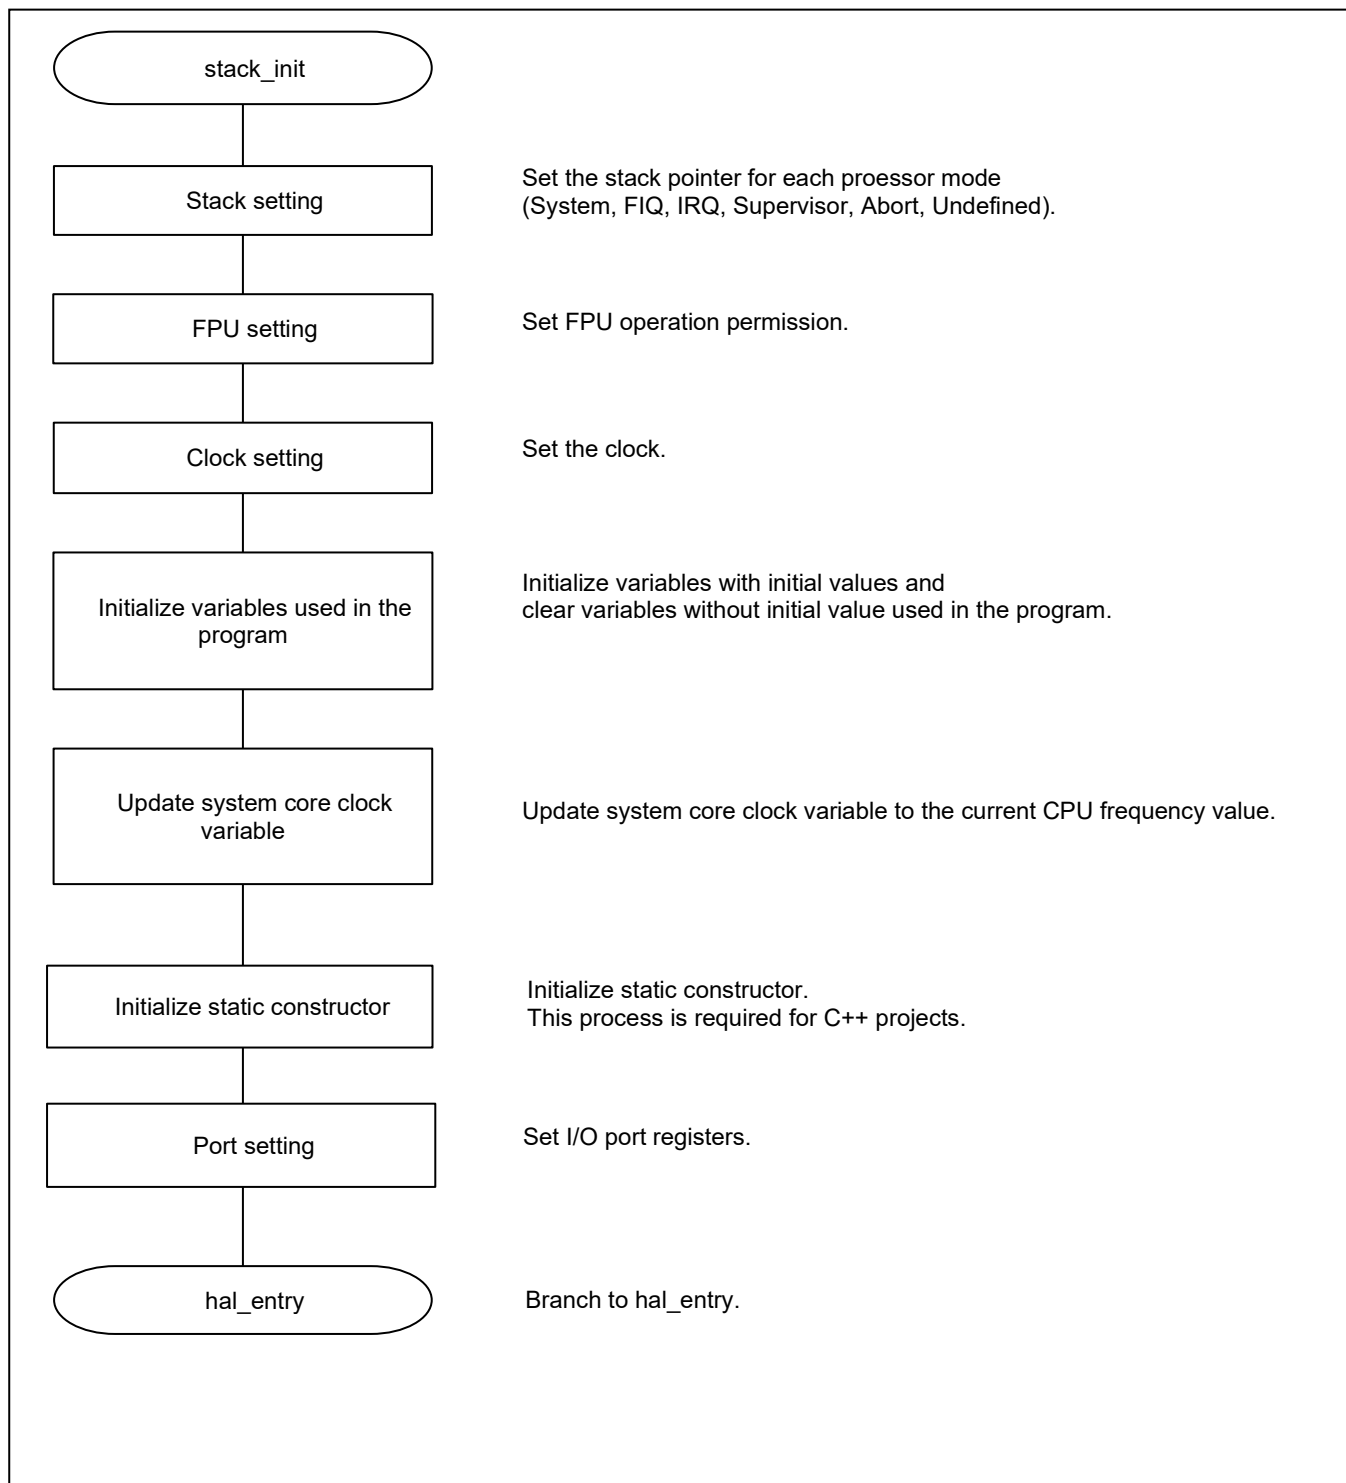 stack_init
Stack setting
Set the stack pointer for each proessor mode
(System, FIQ, IRQ, Supervisor, Abort, Undefined).
FPU setting
Set FPU operation permission.
Clock setting
Set the clock.
Initialize variables used in the
program
Initialize variables with initial values and
clear variables without initial value used in the program.
Update system core clock
variable
Update system core clock variable to the current CPU frequency value.
Initialize static constructor
Initialize static constructor.
This process is required for C++ projects.
Port setting
Set I/O port registers.
hal_entry
Branch to hal_entry.